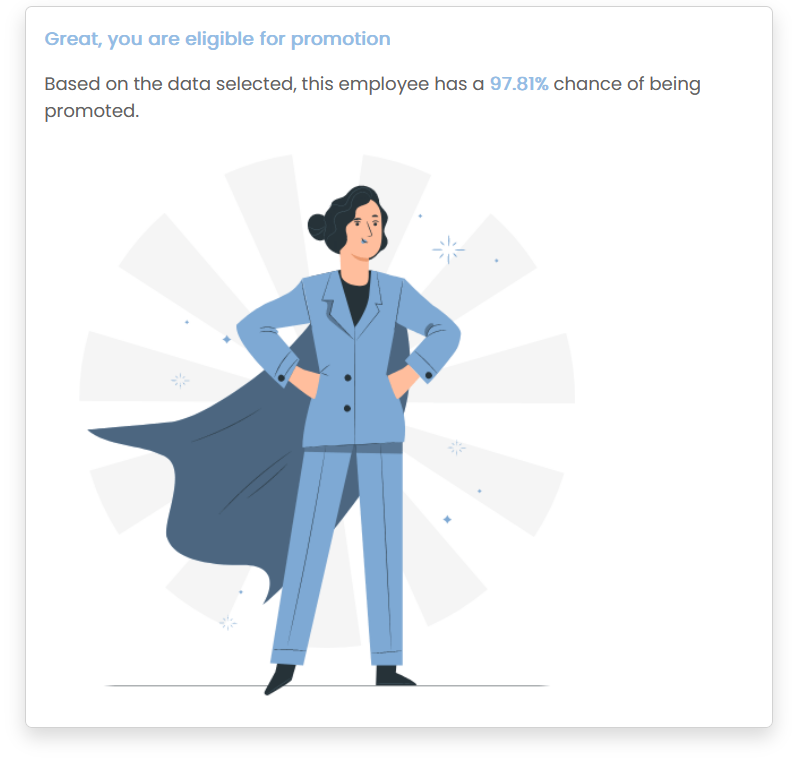 Great, you are eligible for promotion
Based on the data selected, this employee has a 97.81% chance of being
promoted.